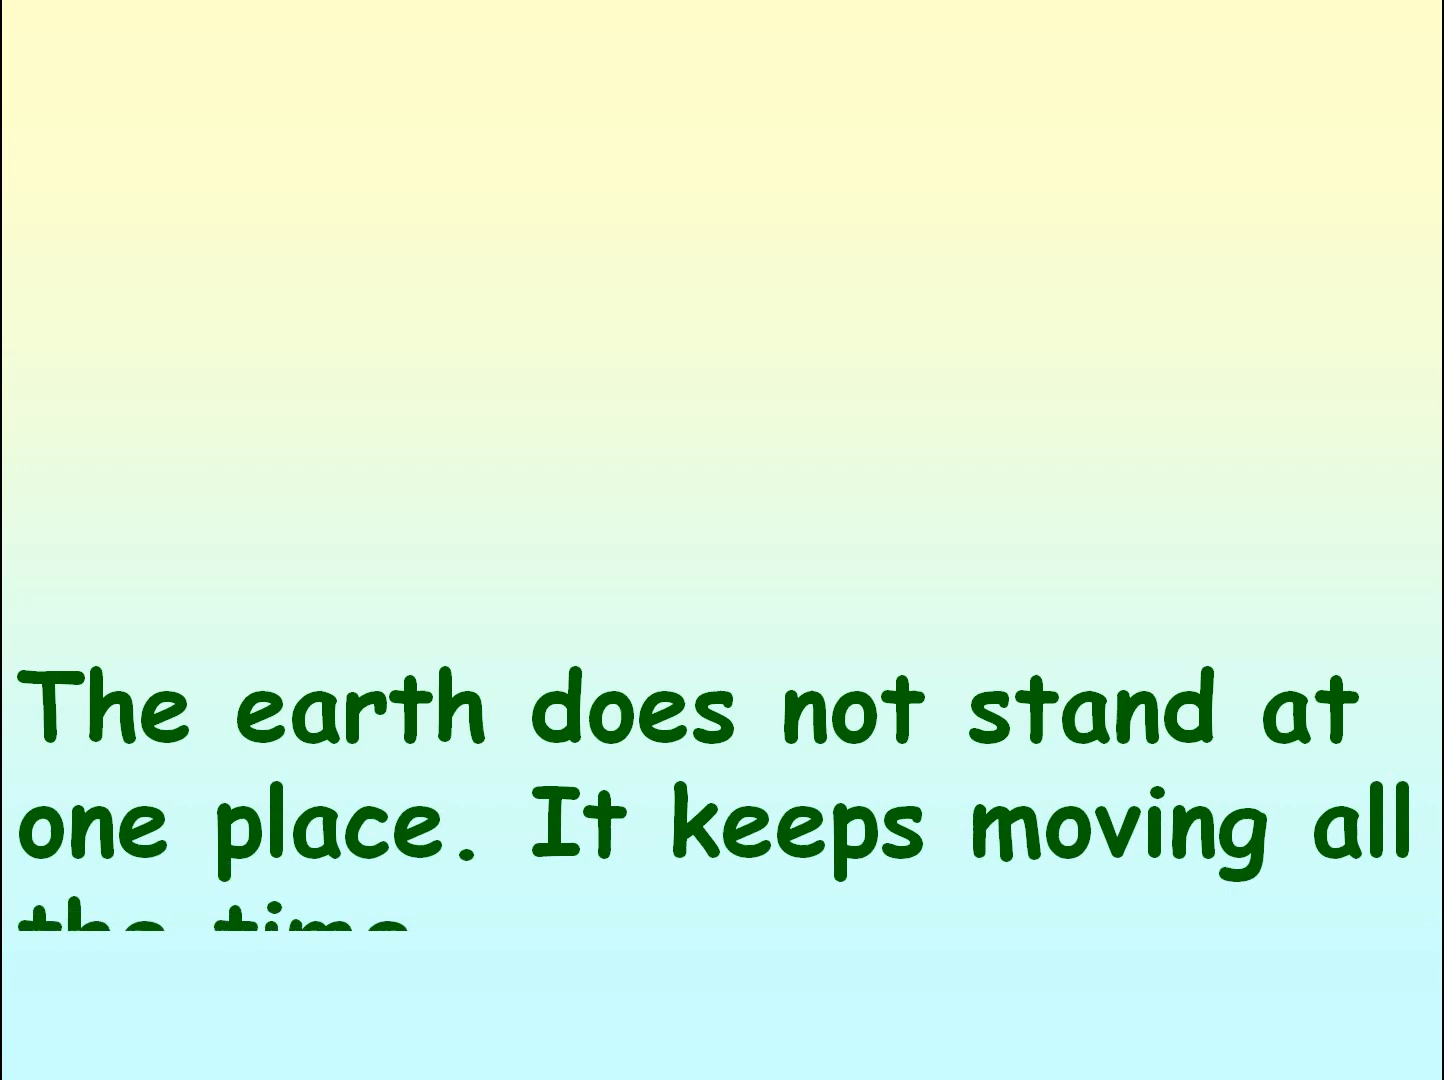 The earth does not stand at
one place. It keeps moving all
the time